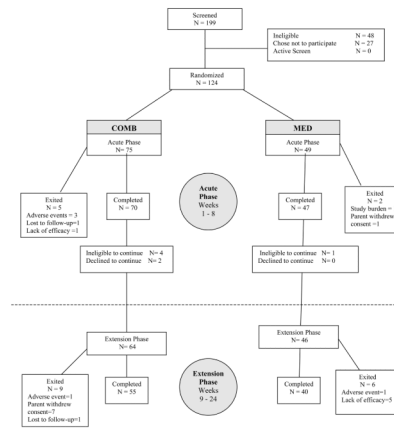 Screened
N = 199
Ineligible N = 48
Chose not to participate N = 27
Active Screen N = 0
Randomized
N = 124
COMB
Acute Phase
N= 75
MED
Acute Phase
N= 49
Exited
N = 5
Adverse events = 3
Lost to follow-up=1
Lack of efficacy =1
Completed
N = 70
Acute
Phase
Weeks
1 - 8
Completed
N = 47
Exited
N = 2
Study burden =
Parent withdrew
consent =1
Ineligible to continue N= 4
Declined to continue N= 2
Ineligible to continue N= 1
Declined to continue N= 0
Extension Phase
N= 64
Extension Phase
N= 46
Exited
N = 9
Adverse event=1
Parent withdrew
consent=7
Lost to follow-up=1
Completed
N = 55
Extension
Phase
Weeks
9 - 24
Completed
N = 40
Exited
N = 6
Adverse event=1
Lack of efficacy=5